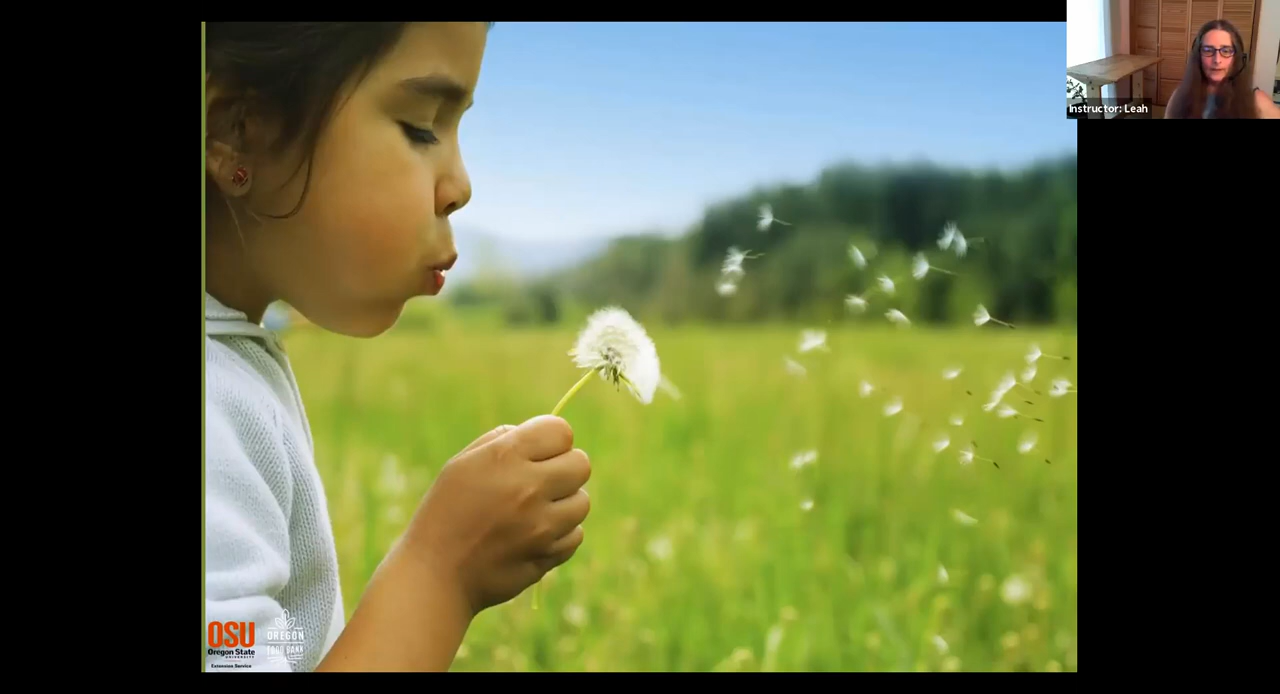 Instructor: Leah
OSU
Oregon State
UNIVERSITY
Extension Service
OREGON
FOOD BANK